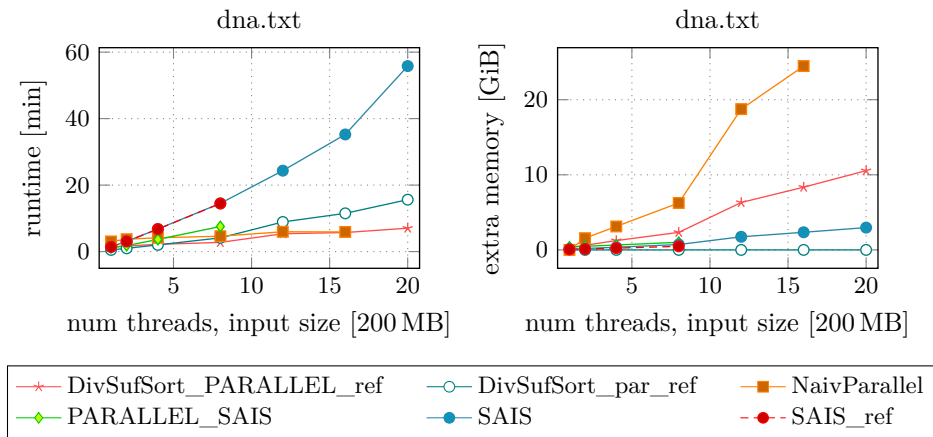 dna.txt
60
40
20
0
5
10
15
20
runtime [min]
num threads, input size [200 MB]
dna.txt
20
10
0
5
10
15
20
extra memory [GiB]
num threads, input size [200 MB]
DivSufSort_PARALLEL_ref
DivSufSort_par_ref
NaivParallel
PARALLEL_SAIS
SAIS
SAIS_ref